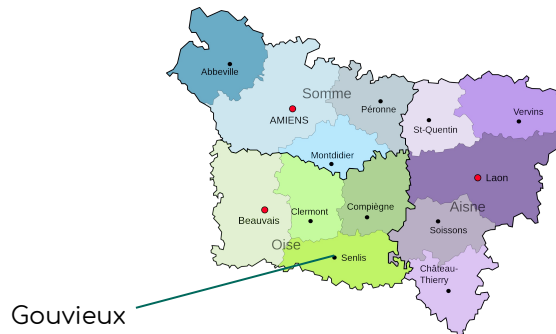 Abbeville
Somme
AMIENS
Péronne
St-Quentin
Vervins
Montdidier
Laon
Beauvais
Clermont
Compiègne
Aisne
Soissons
Oise
Senlis
Château-
Thierry
Gouvieux